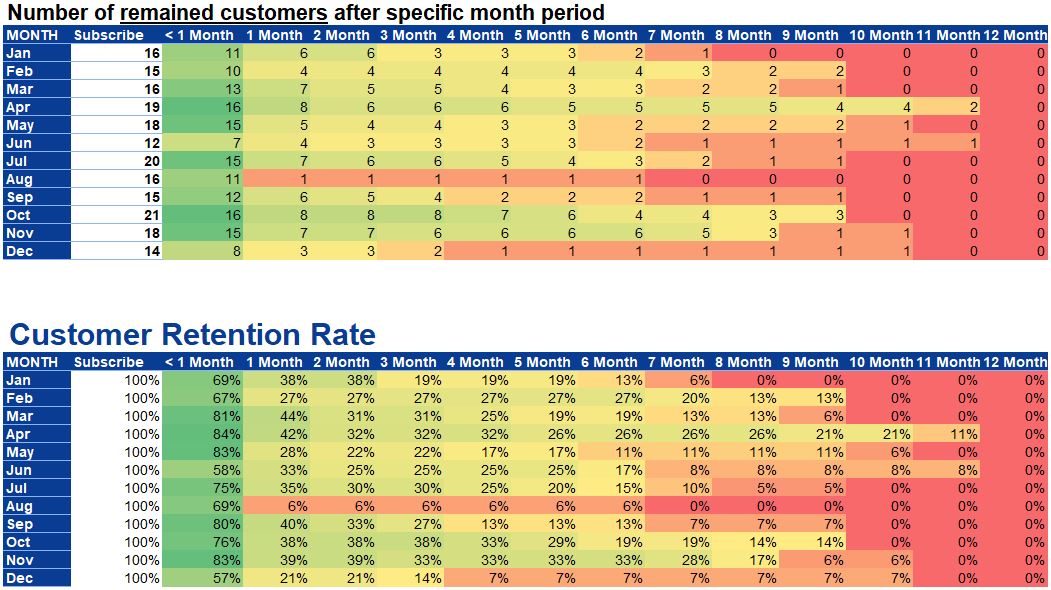 Number of remained customers after specific month period
MONTH Subscribe < 1 Month 1 Month 2 Month 3 Month 4 Month 5 Month 6 Month 7 Month 8 Month 9 Month 10 Month 11 Month 12 Month
Jan 16 11 6 6 3 3 3 2 1 0 0 0 0 0
Feb 15 10 4 4 4 4 4 4 3 2 2 0 0 0
Mar 16 13 7 5 5 4 3 3 2 2 1 0 0 0
Apr 19 16 8 6 6 6 5 5 5 5 4 4 2 0
May 18 15 5 4 4 3 3 2 2 2 2 1 0 0
Jun 12 7 4 3 3 3 3 2 1 1 1 1 1 0
Jul 20 15 7 6 6 5 4 3 2 1 1 0 0 0
Aug 16 11 1 1 1 1 1 1 0 0 0 0 0 0
Sep 15 12 6 5 4 2 2 2 1 1 1 0 0 0
Oct 21 16 8 8 8 7 6 4 4 3 3 0 0 0
Nov 18 15 7 7 6 6 6 6 5 3 1 1 0 0
Dec 14 8 3 3 2 1 1 1 1 1 1 1 0 0
Customer Retention Rate
MONTH Subscribe < 1 Month 1 Month 2 Month 3 Month 4 Month 5 Month 6 Month 7 Month 8 Month 9 Month 10 Month 11 Month 12 Month
Jan 100% 69% 38% 38% 19% 19% 19% 13% 6% 0% 0% 0% 0% 0%
Feb 100% 67% 27% 27% 27% 27% 27% 27% 20% 13% 13% 0% 0% 0%
Mar 100% 81% 44% 31% 31% 25% 19% 19% 13% 13% 6% 0% 0% 0%
Apr 100% 84% 42% 32% 32% 32% 26% 26% 26% 26% 21% 21% 11% 0%
May 100% 83% 28% 22% 22% 17% 17% 11% 11% 11% 11% 6% 0% 0%
Jun 100% 58% 33% 25% 25% 25% 25% 17% 8% 8% 8% 8% 8% 0%
Jul 100% 75% 35% 30% 30% 25% 20% 15% 10% 5% 5% 0% 0% 0%
Aug 100% 69% 6% 6% 6% 6% 6% 6% 0% 0% 0% 0% 0% 0%
Sep 100% 80% 40% 33% 27% 13% 13% 13% 7% 7% 7% 0% 0% 0%
Oct 100% 76% 38% 38% 38% 33% 29% 19% 19% 14% 14% 0% 0% 0%
Nov 100% 83% 39% 39% 33% 33% 33% 33% 28% 17% 6% 6% 0% 0%
Dec 100% 57% 21% 21% 14% 7% 7% 7% 7% 7% 7% 7% 0% 0%